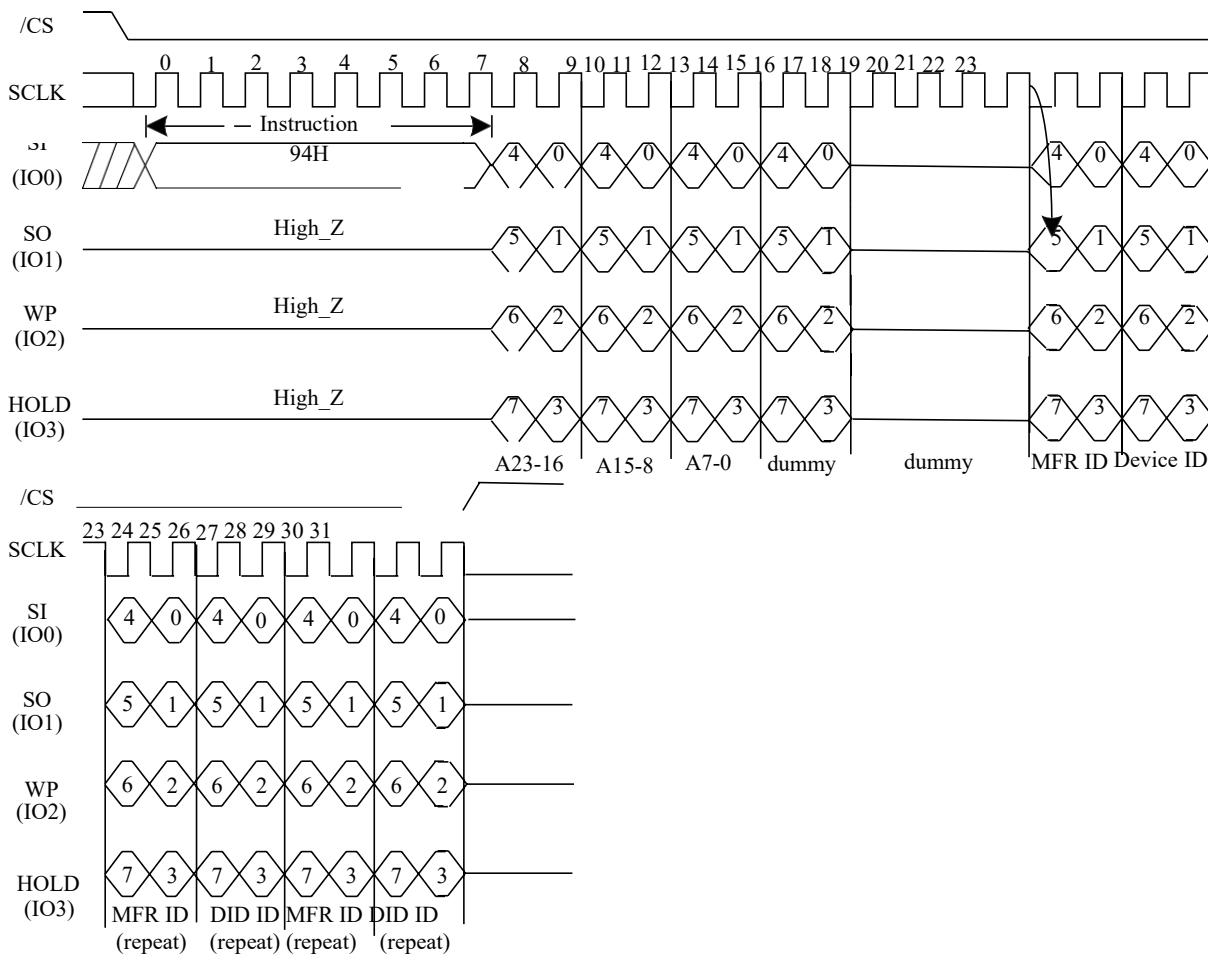 /CS
0 1 2 3 4 5 6 7 8 9 10 11 12 13 14 15 16 17 18 19 20 21 22 23
SCLK
Instruction
SI
(IO0)
94H
4 0 4 0 4 0 4 0 4 0 4 0
SO
(IO1)
High_Z
5 1 5 1 5 1 5 1 5 1 5 1
WP
(IO2)
High_Z
6 2 6 2 6 2 6 2 6 2 6 2
HOLD
(IO3)
High_Z
7 3 7 3 7 3 7 3 7 3 7 3
A23-16 A15-8 A7-0 dummy dummy MFR ID Device ID
/CS
23 24 25 26 27 28 29 30 31
SCLK
SI
(IO0)
4 0 4 0 4 0 4 0
SO
(IO1)
5 1 5 1 5 1 5 1
WP
(IO2)
6 2 6 2 6 2 6 2
HOLD
(IO3)
7 3 7 3 7 3 7 3
MFR ID DID ID MFR ID DID ID
(repeat) (repeat) (repeat) (repeat)